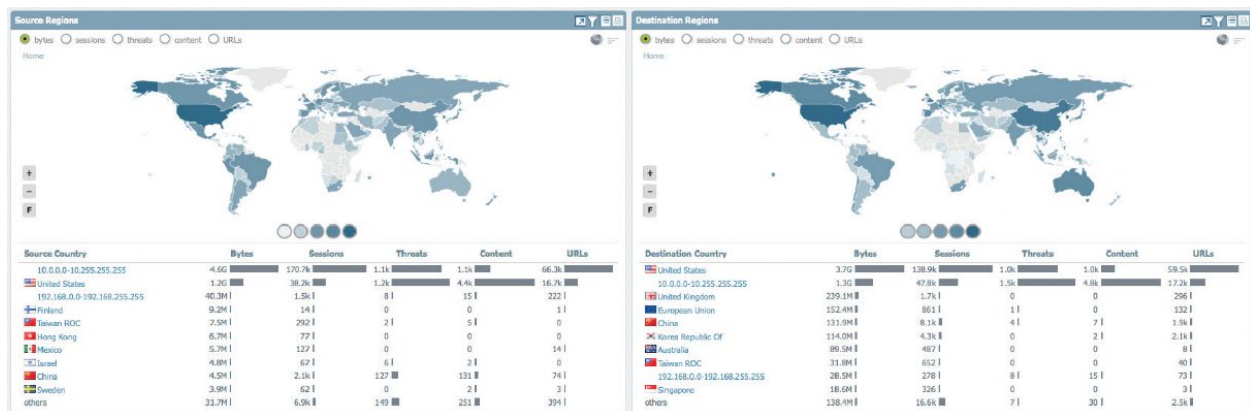 Source Regions
bytes sessions threats content URLs
Home
+
−
F
Source Country Bytes Sessions Threats Content URLs
10.0.0.0-10.255.255.255 4.6G 170.7k 1.1k 1.1k 66.3k
United States 1.2G 38.2k 1.2k 4.4k 16.7k
192.168.0.0-192.168.255.255 40.3M 1.5k 8 15 222
Finland 9.2M 14 0 0 1
Taiwan ROC 7.5M 292 2 5 0
Hong Kong 6.7M 77 0 0 0
Mexico 5.7M 127 0 0 14
Israel 4.8M 67 6 2 0
China 4.5M 2.1k 127 131 74
Sweden 3.9M 62 0 2 3
others 31.7M 6.9k 149 251 394
Destination Regions
bytes sessions threats content URLs
Home
+
−
F
Destination Country Bytes Sessions Threats Content URLs
United States 3.7G 138.9k 1.0k 1.0k 59.5k
10.0.0.0-10.255.255.255 1.3G 47.8k 1.5k 4.8k 17.2k
United Kingdom 239.1M 1.7k 0 0 296
European Union 152.4M 861 1 0 132
China 131.9M 8.1k 4 7 1.9k
Korea Republic Of 114.0M 4.3k 0 2 2.1k
Australia 89.5M 487 0 0 8
Taiwan ROC 31.8M 652 0 0 40
192.168.0.0-192.168.255.255 28.5M 278 8 15 73
Singapore 18.6M 326 0 0 3
others 138.4M 16.6k 7 30 2.5k